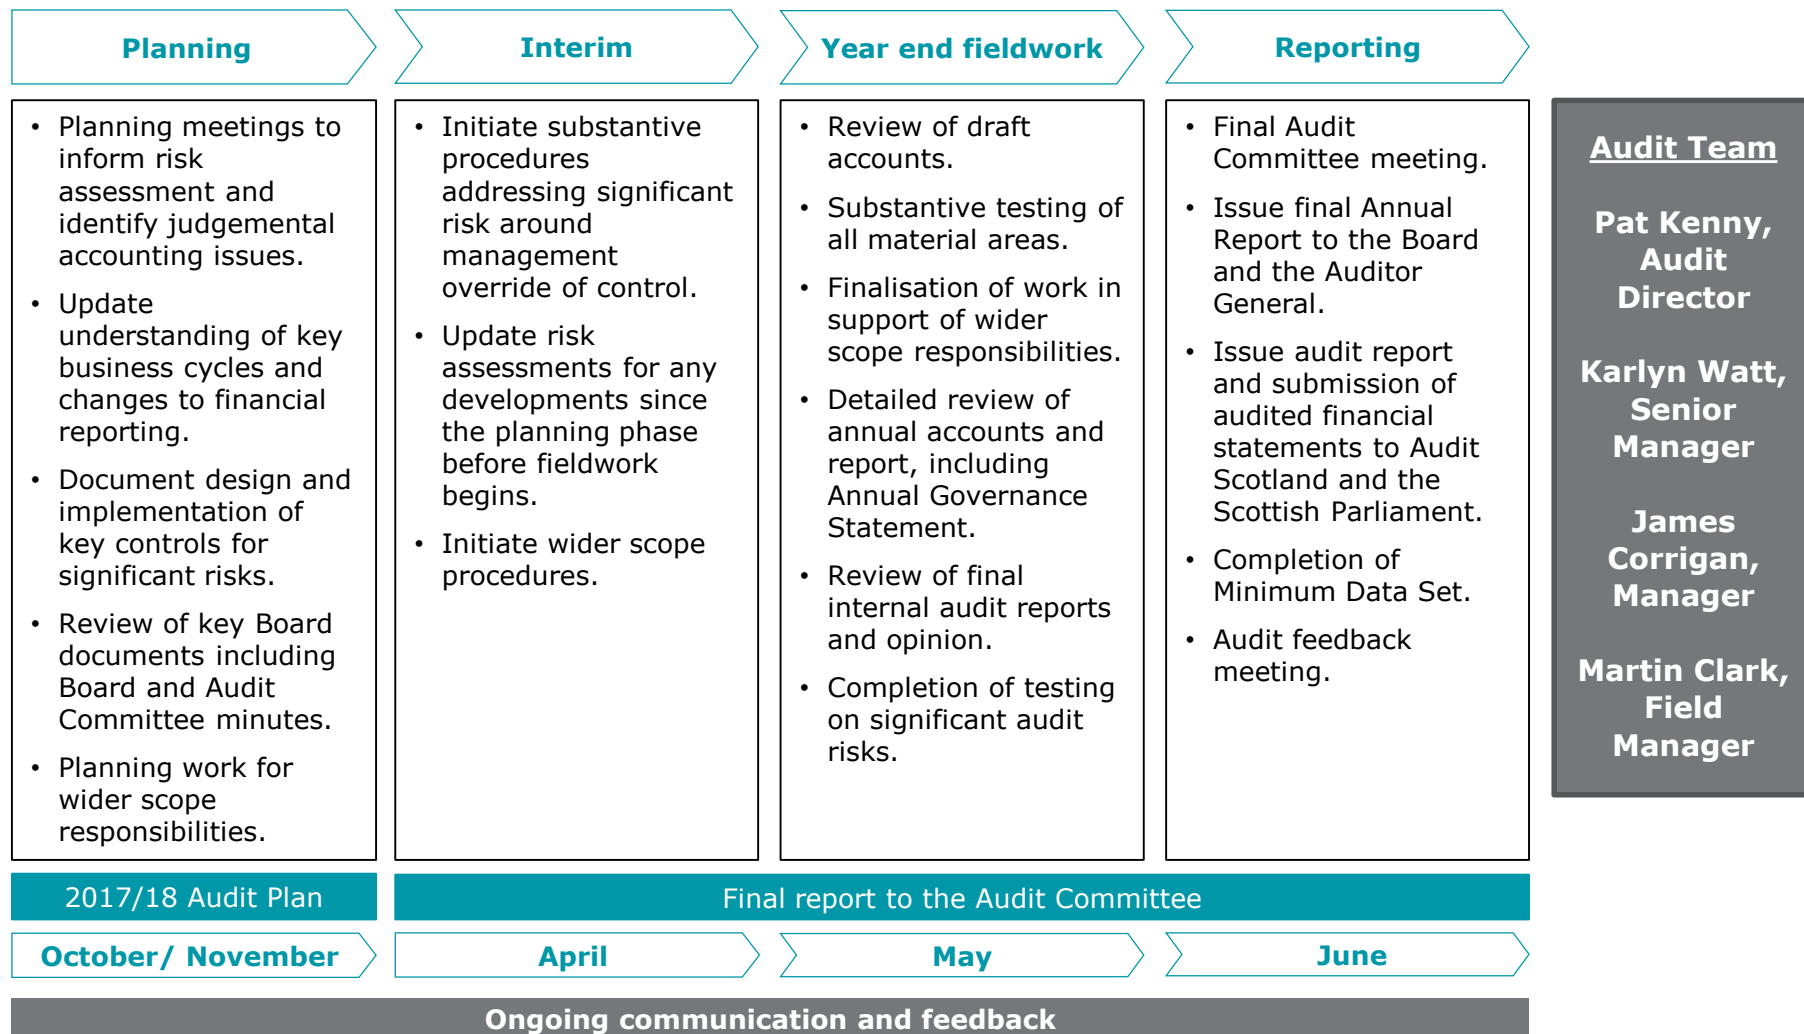 Planning
Interim
Year end fieldwork
Reporting
• Planning meetings to
inform risk
assessment and
identify judgemental
accounting issues.
• Update
understanding of key
business cycles and
changes to financial
reporting.
• Document design and
implementation of
key controls for
significant risks.
• Review of key Board
documents including
Board and Audit
Committee minutes.
• Planning work for
wider scope
responsibilities.
• Initiate substantive
procedures
addressing significant
risk around
management
override of control.
• Update risk
assessments for any
developments since
the planning phase
before fieldwork
begins.
• Initiate wider scope
procedures.
• Review of draft
accounts.
• Substantive testing of
all material areas.
• Finalisation of work in
support of wider
scope responsibilities.
• Detailed review of
annual accounts and
report, including
Annual Governance
Statement.
• Review of final
internal audit reports
and opinion.
• Completion of testing
on significant audit
risks.
• Final Audit
Committee meeting.
• Issue final Annual
Report to the Board
and the Auditor
General.
• Issue audit report
and submission of
audited financial
statements to Audit
Scotland and the
Scottish Parliament.
• Completion of
Minimum Data Set.
• Audit feedback
meeting.
Audit Team
Pat Kenny,
Audit
Director
Karlyn Watt,
Senior
Manager
James
Corrigan,
Manager
Martin Clark,
Field
Manager
2017/18 Audit Plan
Final report to the Audit Committee
October/ November
April
May
June
Ongoing communication and feedback